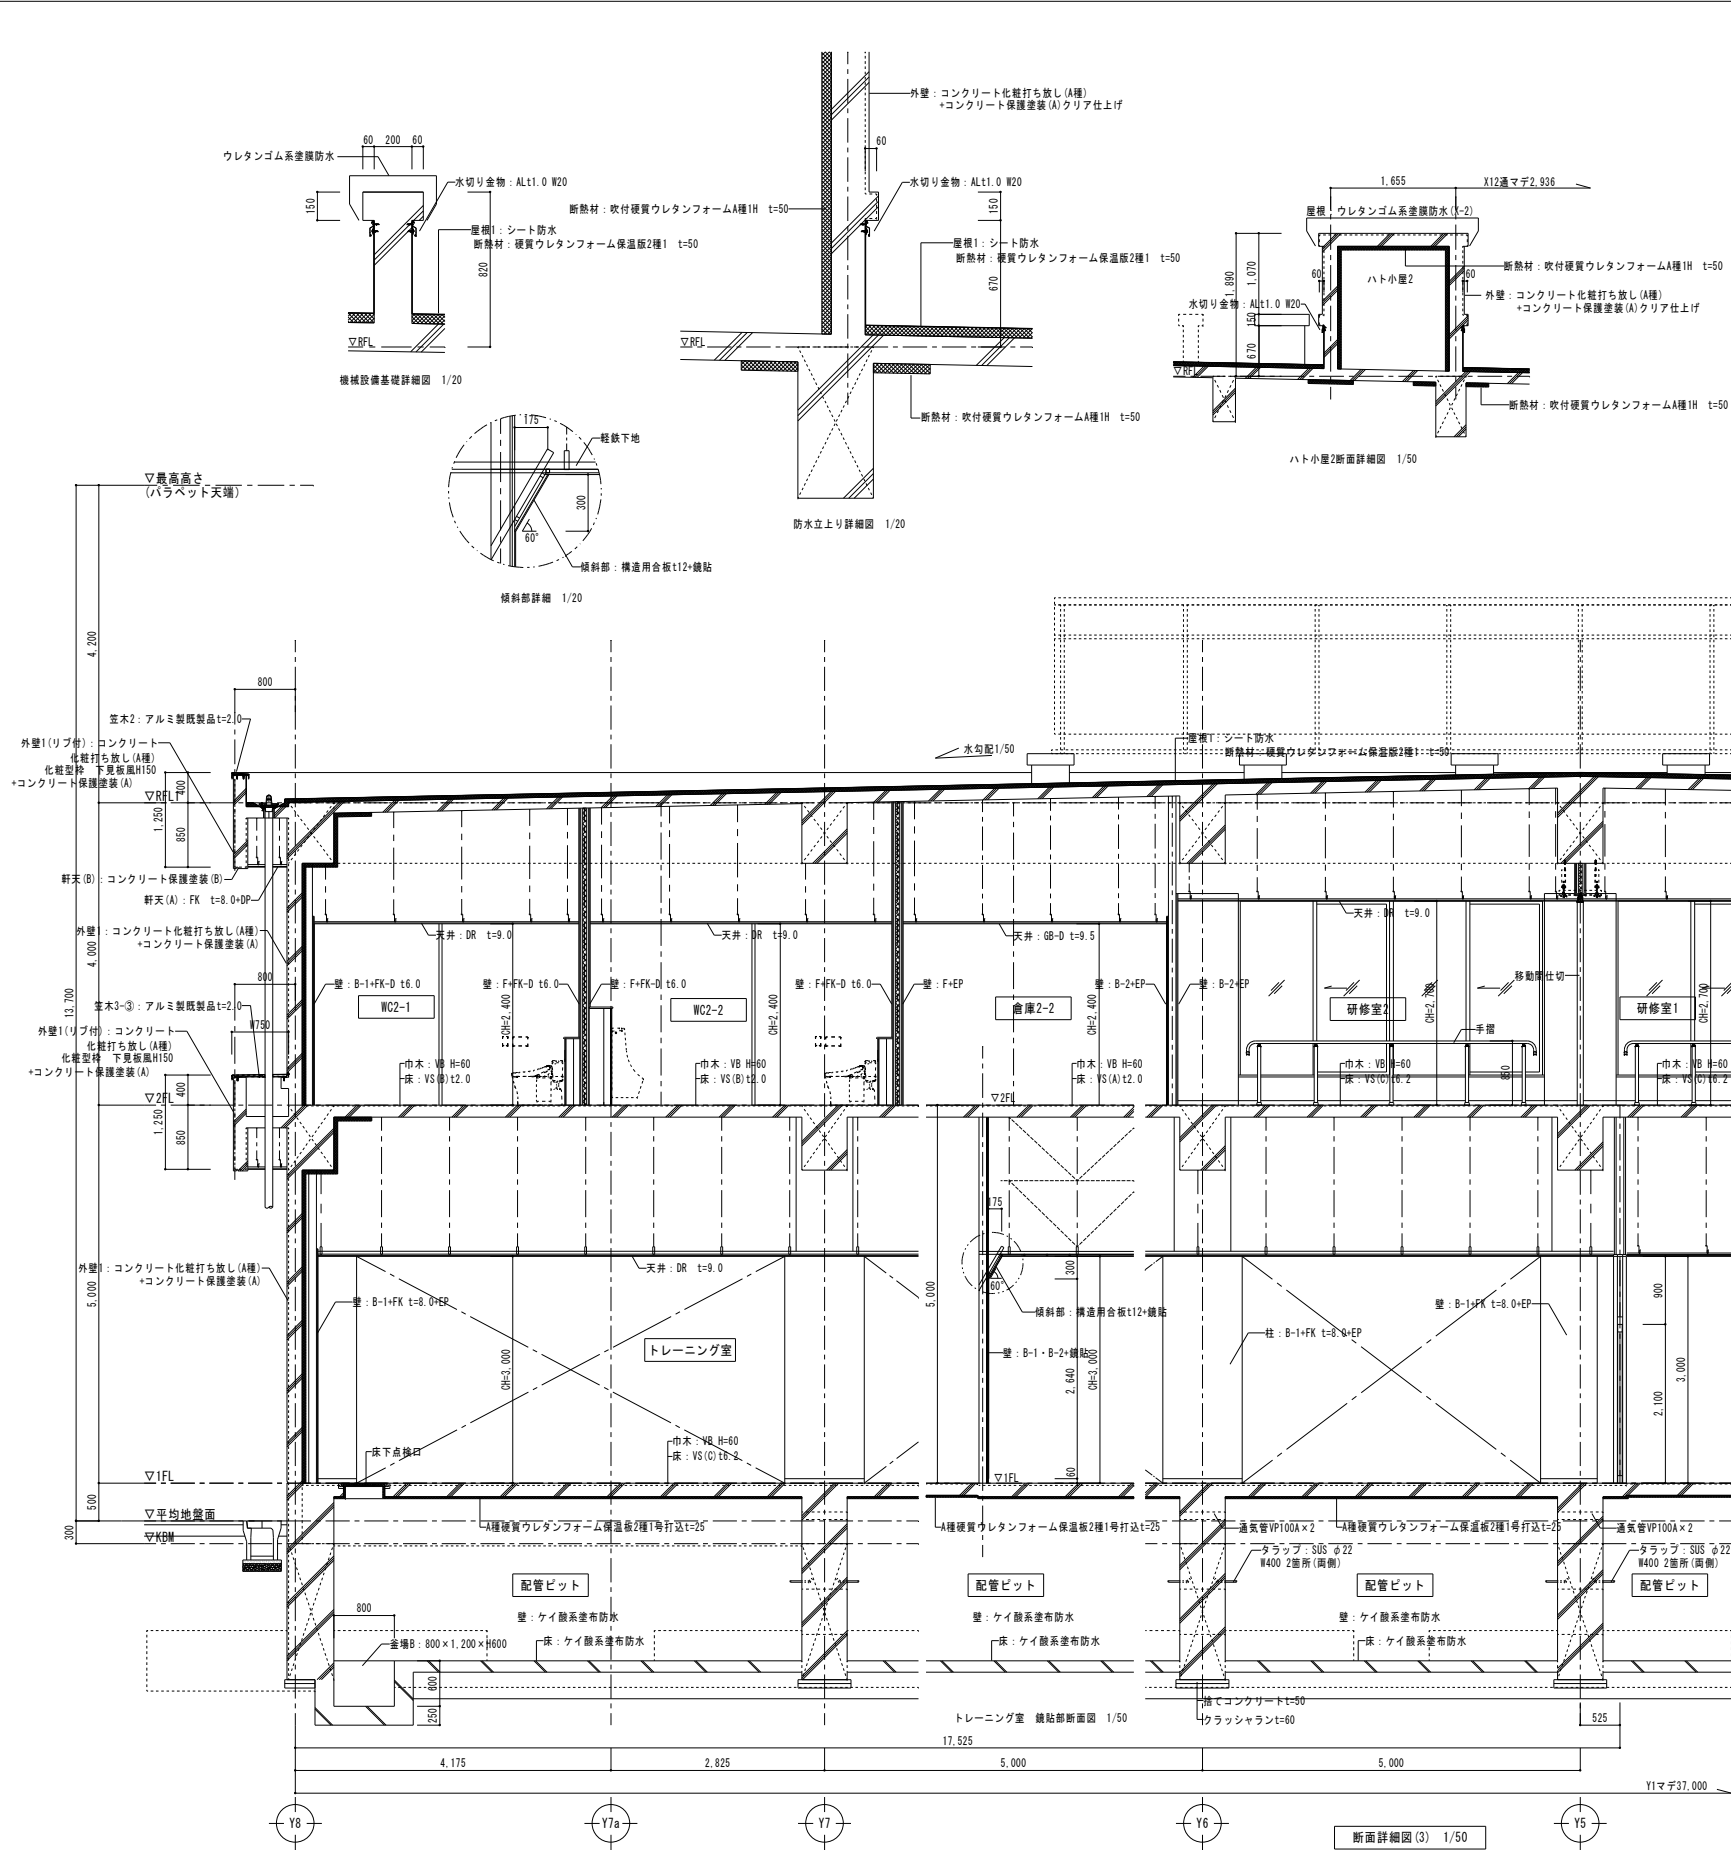 60 200 60
ウレタンゴム系塗膜防水
水切り金物：ALt1.0 W20
150
屋根1：シート防水
断熱材：硬質ウレタンフォーム保温版2種1 t=50
820
▽RFL
機械設備基礎詳細図 1/20
外壁：コンクリート化粧打ち放し(A種)
+コンクリート保護塗装(A)クリア仕上げ
60
水切り金物：ALt1.0 W20
断熱材：吹付硬質ウレタンフォームA種1H t=50
150
屋根1：シート防水
断熱材：硬質ウレタンフォーム保温版2種1 t=50
670
▽RFL
断熱材：吹付硬質ウレタンフォームA種1H t=50
防水立上り詳細図 1/20
1,655
X12通マデ2,936
屋根：ウレタンゴム系塗膜防水(X-2)
断熱材：吹付硬質ウレタンフォームA種1H t=50
ハト小屋2
60
60
1,890
1,070
150
670
外壁：コンクリート化粧打ち放し(A種)
+コンクリート保護塗装(A)クリア仕上げ
水切り金物：ALt1.0 W20
▽RFL
断熱材：吹付硬質ウレタンフォームA種1H t=50
ハト小屋2断面詳細図 1/50
175
軽鉄下地
300
60°
傾斜部：構造用合板t12+鏡貼
傾斜部詳細 1/20
▽最高高さ
(パラペット天端)
4,200
800
笠木2：アルミ製既製品t=2.0
外壁1(リブ付)：コンクリート
化粧打ち放し(A種)
化粧型枠 下見板風H150
+コンクリート保護塗装(A)
水勾配1/50
屋根1：シート防水
断熱材：硬質ウレタンフォーム保温版2種1 t=50
▽RFL
400
1,250
850
軒天(B)：コンクリート保護塗装(B)
軒天(A)：FK t=8.0+DP
外壁1：コンクリート化粧打ち放し(A種)
+コンクリート保護塗装(A)
4,000
13,700
800
笠木3-③：アルミ製既製品t=2.0
W750
外壁1(リブ付)：コンクリート
化粧打ち放し(A種)
化粧型枠 下見板風H150
+コンクリート保護塗装(A)
▽2FL
400
1,250
850
天井：DR t=9.0
天井：DR t=9.0
天井：GB-D t=9.5
天井：DR t=9.0
壁：B-1+FK-D t6.0
壁：F+FK-D t6.0
壁：F+FK-D t6.0
壁：F+FK-D t6.0
壁：F+EP
壁：B-2+EP
壁：B-2+EP
移動間仕切
WC2-1
WC2-2
倉庫2-2
研修室2
研修室1
CH=2,400
CH=2,400
CH=2,400
CH=2,700
CH=2,700
手摺
850
巾木：VB H=60
床：VS(B)t2.0
巾木：VB H=60
床：VS(B)t2.0
巾木：VB H=60
床：VS(A)t2.0
巾木：VB H=60
床：VS(C)t6.2
巾木：VB H=60
床：VS(C)t6.2
▽2FL
外壁1：コンクリート化粧打ち放し(A種)
+コンクリート保護塗装(A)
5,000
天井：DR t=9.0
壁：B-1+FK t=8.0+EP
トレーニング室
CH=3,000
床下点検口
巾木：VB H=60
床：VS(C)t6.2
175
300
60°
5,000
傾斜部：構造用合板t12+鏡貼
壁：B-1・B-2+鏡貼
2,640
CH=3,000
60
▽1FL
柱：B-1+FK t=8.0+EP
壁：B-1+FK t=8.0+EP
900
2,100
3,000
▽1FL
500
▽平均地盤面
300
▽KBM
A種硬質ウレタンフォーム保温板2種1号打込t=25
A種硬質ウレタンフォーム保温板2種1号打込t=25
通気管VP100A×2
A種硬質ウレタンフォーム保温板2種1号打込t=25
通気管VP100A×2
タラップ：SUS φ22
W400 2箇所(両側)
タラップ：SUS φ22
W400 2箇所(両側)
配管ピット
配管ピット
配管ピット
配管ピット
800
壁：ケイ酸系塗布防水
床：ケイ酸系塗布防水
壁：ケイ酸系塗布防水
床：ケイ酸系塗布防水
壁：ケイ酸系塗布防水
床：ケイ酸系塗布防水
釜場B：800×1,200×H600
600
250
捨てコンクリートt=50
クラッシャランt=60
トレーニング室 鏡貼部断面図 1/50
525
17,525
4,175 2,825 5,000 5,000
Y1マデ37,000
Y8 Y7a Y7 Y6 Y5
断面詳細図(3) 1/50